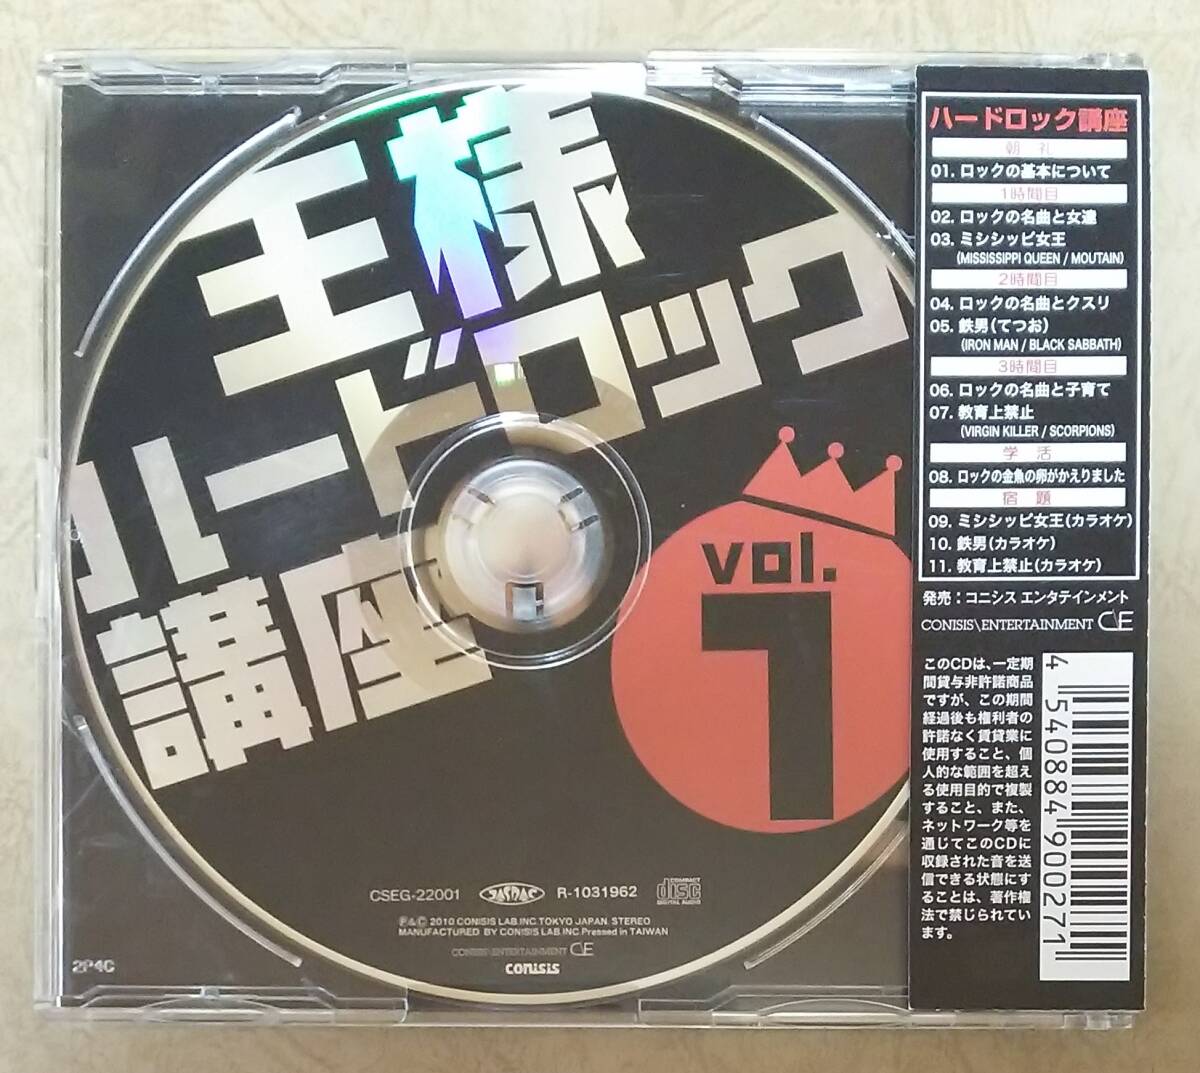 王様
ハードロック
講座
vol.
1
CSEG-22001 JASRAC R-1031962 COMPACT disc DIGITAL AUDIO
℗&© 2010 CONISIS LAB.INC.TOKYO JAPAN. STEREO
MANUFACTURED BY CONISIS LAB.INC Pressed in TAIWAN
CONISIS\ENTERTAINMENT C\E
conisis
2P4C
ハードロック講座
朝 礼
01. ロックの基本について
1時間目
02. ロックの名曲と女達
03. ミシシッピ女王
(MISSISSIPPI QUEEN / MOUTAIN)
2時間目
04. ロックの名曲とクスリ
05. 鉄男(てつお)
(IRON MAN / BLACK SABBATH)
3時間目
06. ロックの名曲と子育て
07. 教育上禁止
(VIRGIN KILLER / SCORPIONS)
学 活
08. ロックの金魚の卵がかえりました
宿 題
09. ミシシッピ女王(カラオケ)
10. 鉄男(カラオケ)
11. 教育上禁止(カラオケ)
発売：コニシス エンタテインメント
CONISIS\ENTERTAINMENT C\E
このCDは、一定期
間貸与非許諾商品
ですが、この期間
経過後も権利者の
許諾なく賃貸業に
使用すること、個
人的な範囲を超え
る使用目的で複製
すること、また、
ネットワーク等を
通じてこのCDに
収録された音を送
信できる状態にす
ることは、著作権
法で禁じられてい
ます。
4 540884 900271